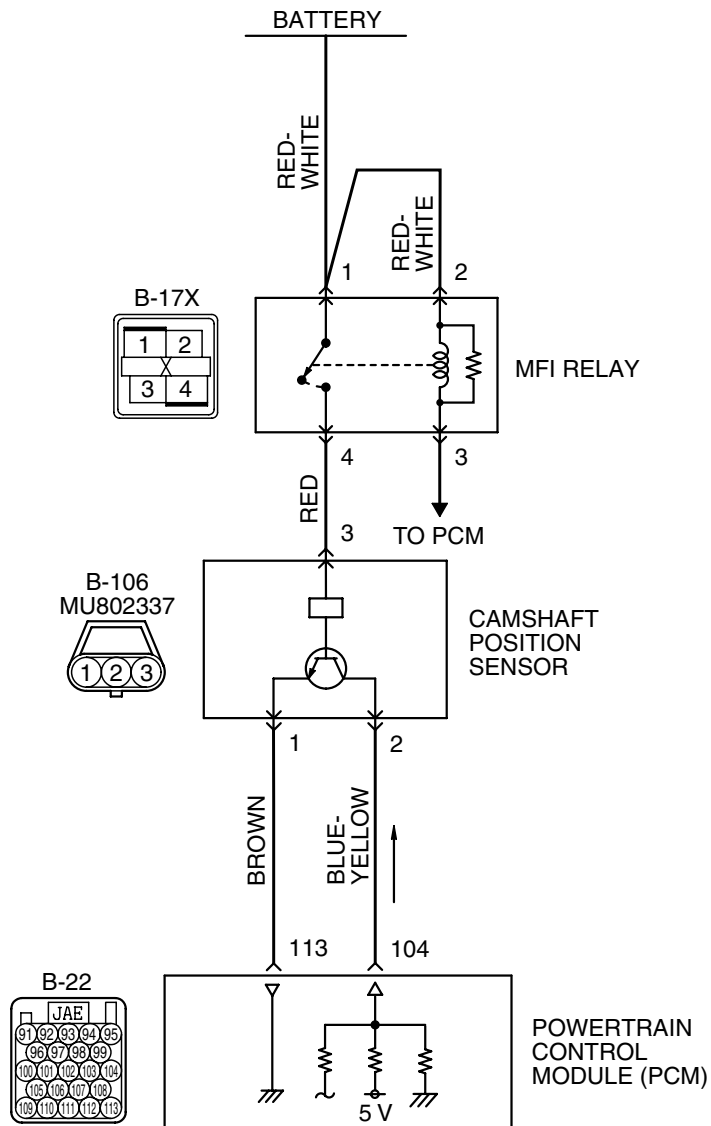 BATTERY
RED-
WHITE
RED-
WHITE
1
2
B-17X
1 2
3 4
MFI RELAY
4
3
RED
TO PCM
3
B-106
MU802337
1 2 3
CAMSHAFT
POSITION
SENSOR
1
2
BROWN
BLUE-
YELLOW
113
104
B-22
JAE
91 92 93 94 95
96 97 98 99
100 101 102 103 104
105 106 107 108
109 110 111 112 113
5 V
POWERTRAIN
CONTROL
MODULE (PCM)